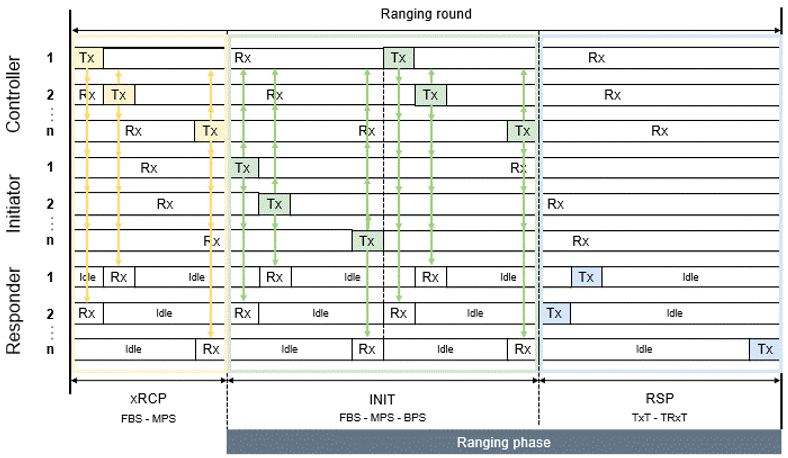 Ranging round
Controller
1 Tx Rx Tx Rx
2 Rx Tx Rx Tx Rx
n Rx Tx Rx Tx Rx
Initiator
1 Rx Tx Rx
2 Rx Tx Rx
n Rx Tx Rx
Responder
1 Idle Rx Idle Rx Idle Rx Idle Tx Idle
2 Rx Idle Rx Idle Rx Idle Tx Idle
n Idle Rx Idle Rx Idle Rx Idle Tx
xRCP INIT RSP
FBS - MPS FBS - MPS - BPS TxT - TRxT
Ranging phase